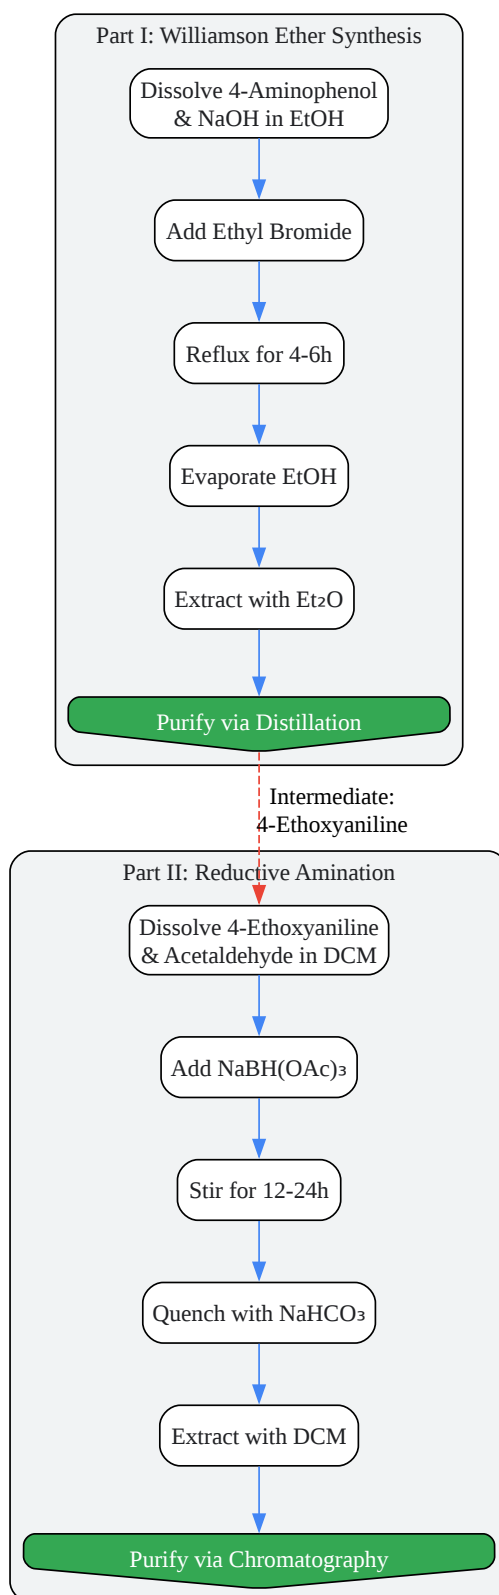 Part I: Williamson Ether Synthesis
Dissolve 4-Aminophenol
& NaOH in EtOH
Add Ethyl Bromide
Reflux for 4-6h
Evaporate EtOH
Extract with Et₂O
Purify via Distillation
Intermediate:
4-Ethoxyaniline
Part II: Reductive Amination
Dissolve 4-Ethoxyaniline
& Acetaldehyde in DCM
Add NaBH(OAc)₃
Stir for 12-24h
Quench with NaHCO₃
Extract with DCM
Purify via Chromatography